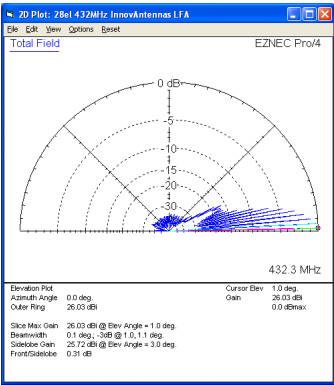 2D Plot: 28el 432MHz InnovAntennas LFA
File Edit View Options Reset
Total Field EZNEC Pro/4
0 dB
-5
-10
-15
-20
-30
432.3 MHz
Elevation Plot Cursor Elev 1.0 deg.
Azimuth Angle 0.0 deg. Gain 26.03 dBi
Outer Ring 26.03 dBi 0.0 dBmax
Slice Max Gain 26.03 dBi @ Elev Angle = 1.0 deg.
Beamwidth 0.1 deg.; -3dB @ 1.0, 1.1 deg.
Sidelobe Gain 25.72 dBi @ Elev Angle = 3.0 deg.
Front/Sidelobe 0.31 dB